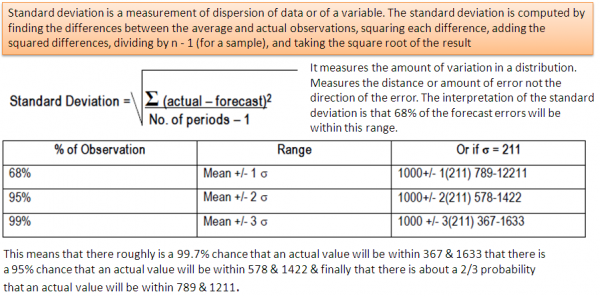 Standard deviation is a measurement of dispersion of data or of a variable. The standard deviation is computed by
finding the differences between the average and actual observations, squaring each difference, adding the
squared differences, dividing by n - 1 (for a sample), and taking the square root of the result
It measures the amount of variation in a distribution.
Measures the distance or amount of error not the
direction of the error. The interpretation of the standard
deviation is that 68% of the forecast errors will be
within this range.
Standard Deviation = √ Σ (actual – forecast)²
No. of periods – 1
% of Observation Range Or if σ = 211
68% Mean +/- 1 σ 1000+/- 1(211) 789-12211
95% Mean +/- 2 σ 1000+/- 2(211) 578-1422
99% Mean +/- 3 σ 1000 +/- 3(211) 367-1633
This means that there roughly is a 99.7% chance that an actual value will be within 367 & 1633 that there is
a 95% chance that an actual value will be within 578 & 1422 & finally that there is about a 2/3 probability
that an actual value will be within 789 & 1211.